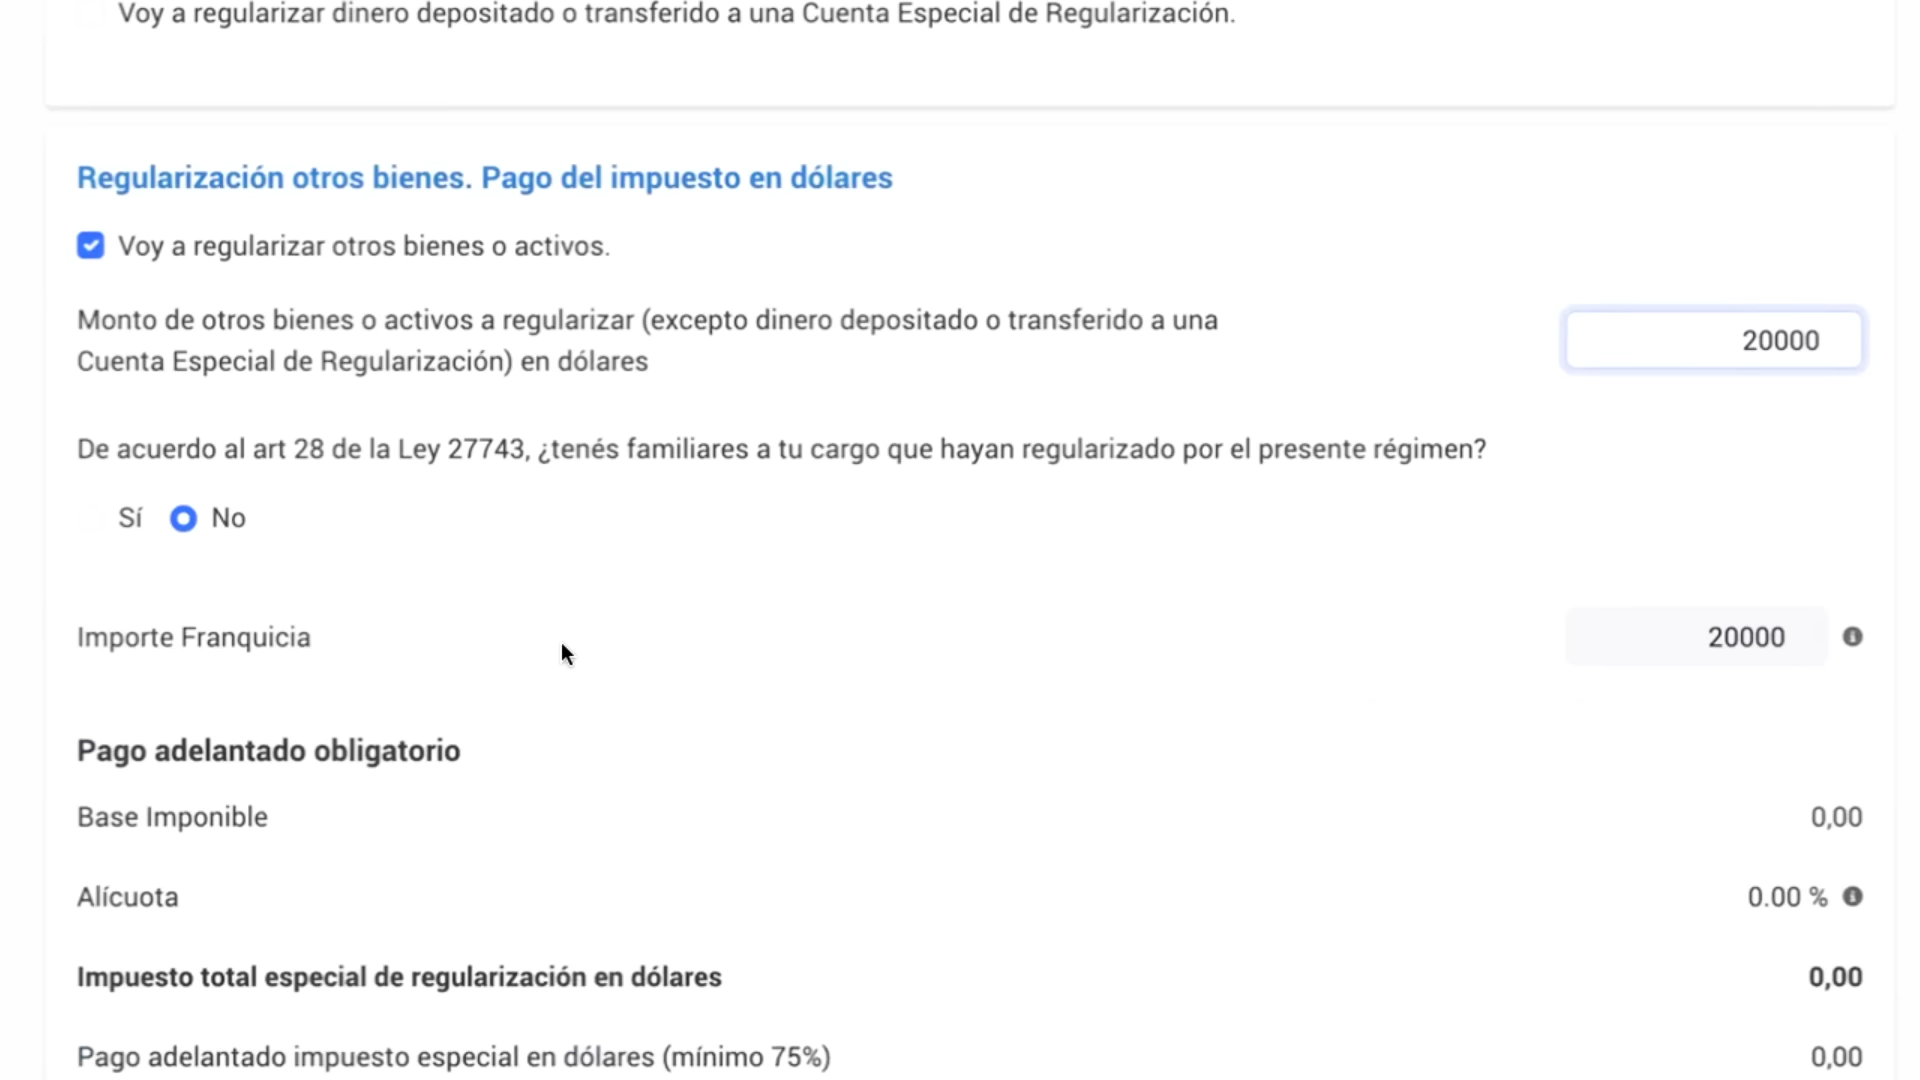 Voy a regularizar dinero depositado o transferido a una Cuenta Especial de Regularización.
Regularización otros bienes. Pago del impuesto en dólares
Voy a regularizar otros bienes o activos.
Monto de otros bienes o activos a regularizar (excepto dinero depositado o transferido a una
Cuenta Especial de Regularización) en dólares
20000
De acuerdo al art 28 de la Ley 27743, ¿tenés familiares a tu cargo que hayan regularizado por el presente régimen?
Sí No
Importe Franquicia 20000
Pago adelantado obligatorio
Base Imponible 0,00
Alícuota 0.00 %
Impuesto total especial de regularización en dólares 0,00
Pago adelantado impuesto especial en dólares (mínimo 75%) 0,00